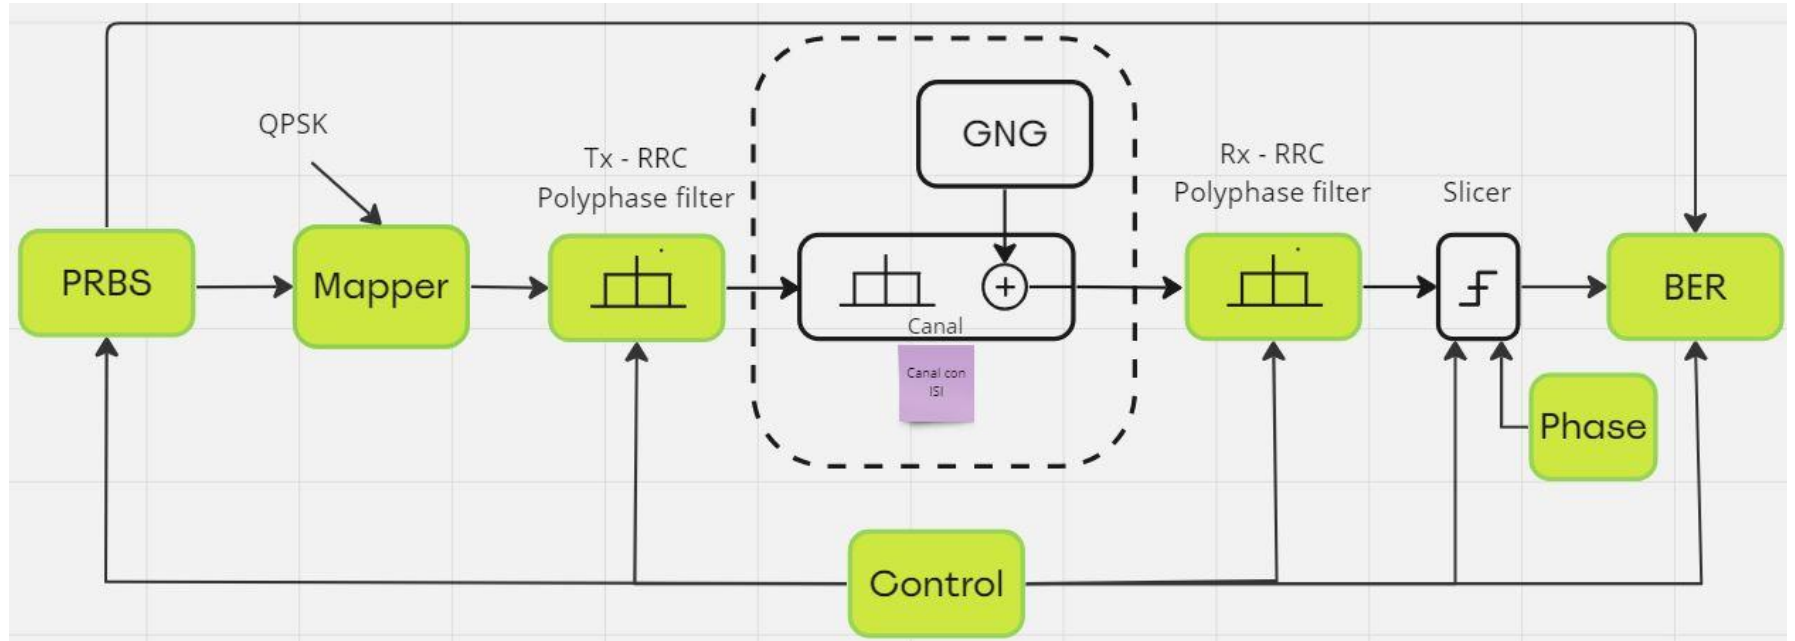 QPSK
Tx - RRC
Polyphase filter
GNG
Rx - RRC
Polyphase filter
Slicer
PRBS
Mapper
Canal
BER
Canal con
ISI
Phase
Control